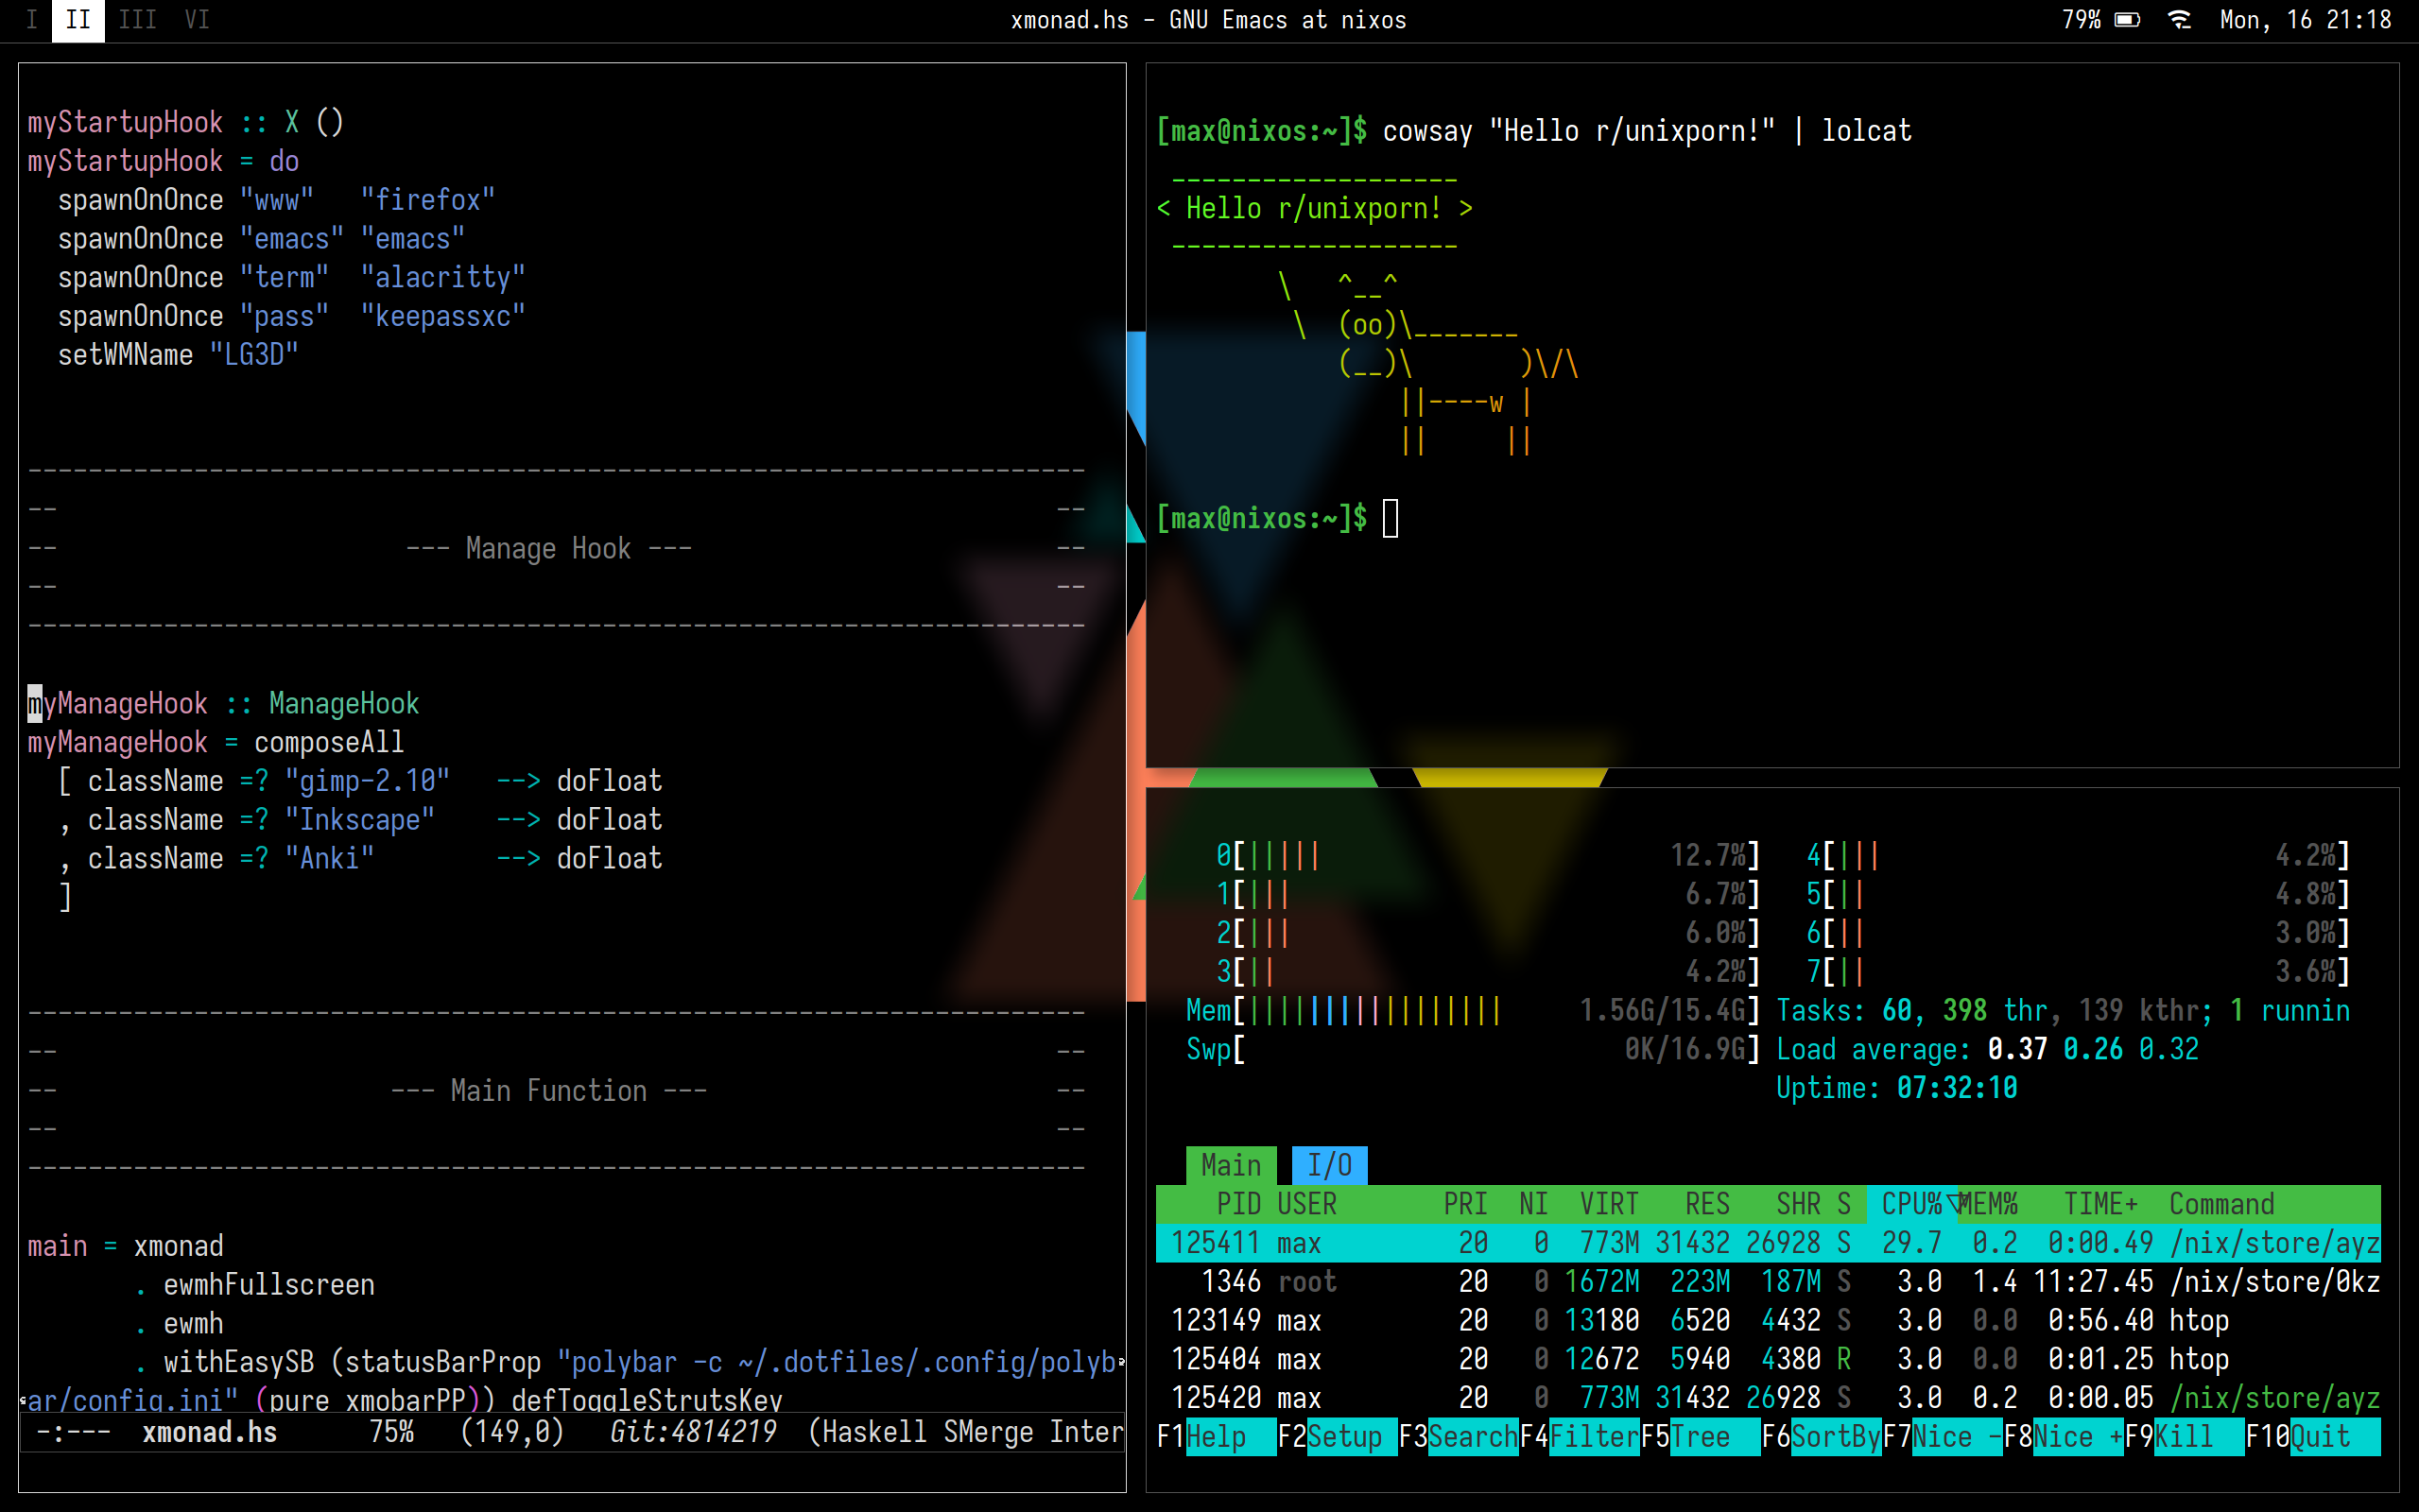 I II III VI
xmonad.hs - GNU Emacs at nixos
79% Mon, 16 21:18
myStartupHook :: X ()
myStartupHook = do
  spawnOnOnce "www"   "firefox"
  spawnOnOnce "emacs" "emacs"
  spawnOnOnce "term"  "alacritty"
  spawnOnOnce "pass"  "keepassxc"
  setWMName "LG3D"
----------------------------------------------------------------------
--                                                                  --
--                       --- Manage Hook ---                        --
--                                                                  --
----------------------------------------------------------------------
myManageHook :: ManageHook
myManageHook = composeAll
  [ className =? "gimp-2.10"   --> doFloat
  , className =? "Inkscape"    --> doFloat
  , className =? "Anki"        --> doFloat
  ]
----------------------------------------------------------------------
--                                                                  --
--                      --- Main Function ---                       --
--                                                                  --
----------------------------------------------------------------------
main = xmonad
       . ewmhFullscreen
       . ewmh
       . withEasySB (statusBarProp "polybar -c ~/.dotfiles/.config/polyb
ar/config.ini" (pure xmobarPP)) defToggleStrutsKey
-:---  xmonad.hs      75%   (149,0)   Git:4814219  (Haskell SMerge Inter
[max@nixos:~]$ cowsay "Hello r/unixporn!" | lolcat
 -------------------
< Hello r/unixporn! >
 -------------------
        \   ^__^
         \  (oo)\_______
            (__)\       )\/\
                ||----w |
                ||     ||
[max@nixos:~]$
0[||||| 12.7%] 4[||| 4.2%]
1[||| 6.7%] 5[|| 4.8%]
2[||| 6.0%] 6[|| 3.0%]
3[|| 4.2%] 7[|| 3.6%]
Mem[||||||||||||||||| 1.56G/15.4G] Tasks: 60, 398 thr, 139 kthr; 1 runnin
Swp[ 0K/16.9G] Load average: 0.37 0.26 0.32
Uptime: 07:32:10
Main I/O
PID USER PRI NI VIRT RES SHR S CPU%▽MEM% TIME+ Command
125411 max 20 0 773M 31432 26928 S 29.7 0.2 0:00.49 /nix/store/ayz
1346 root 20 0 1672M 223M 187M S 3.0 1.4 11:27.45 /nix/store/0kz
123149 max 20 0 13180 6520 4432 S 3.0 0.0 0:56.40 htop
125404 max 20 0 12672 5940 4380 R 3.0 0.0 0:01.25 htop
125420 max 20 0 773M 31432 26928 S 3.0 0.2 0:00.05 /nix/store/ayz
F1Help F2Setup F3SearchF4FilterF5Tree F6SortByF7Nice -F8Nice +F9Kill F10Quit